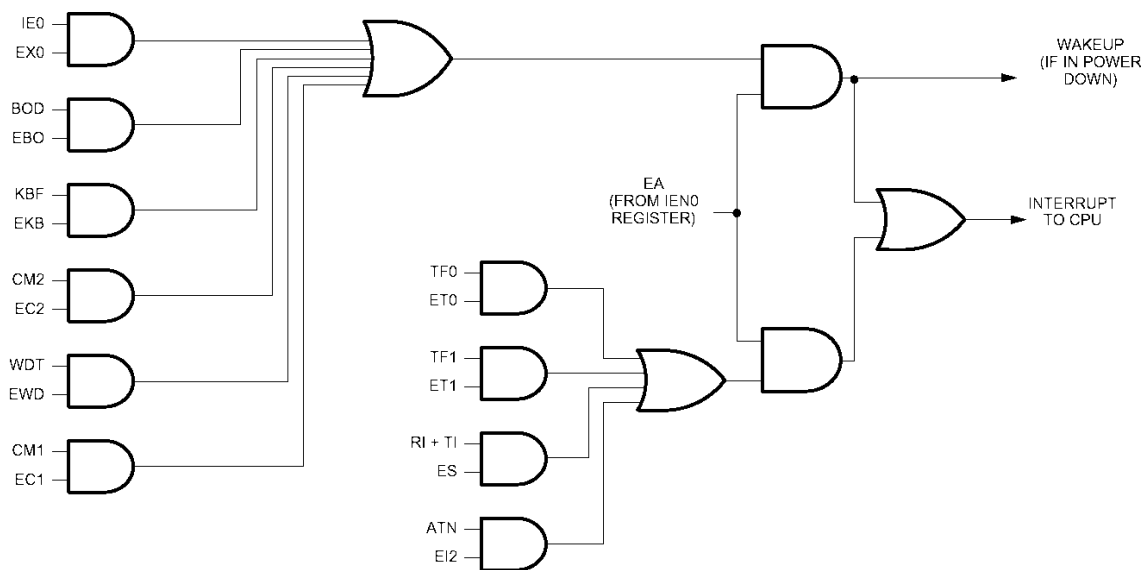 IE0
EX0
BOD
EBO
KBF
EKB
CM2
EC2
WDT
EWD
CM1
EC1
EA
(FROM IEN0
REGISTER)
TF0
ET0
TF1
ET1
RI + TI
ES
ATN
EI2
WAKEUP
(IF IN POWER
DOWN)
INTERRUPT
TO CPU